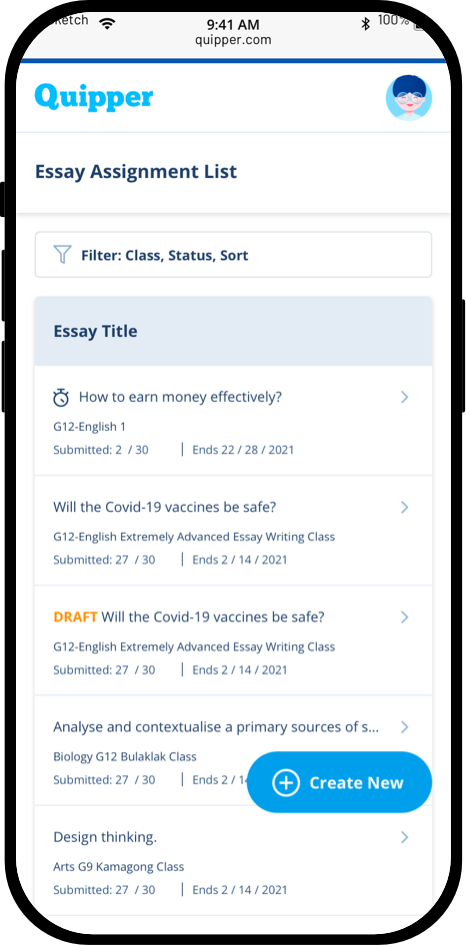 9:41 AM
100%
quipper.com
Quipper
Essay Assignment List
Filter: Class, Status, Sort
Essay Title
How to earn money effectively?
G12-English 1
Submitted: 2 / 30 | Ends 22 / 28 / 2021
Will the Covid-19 vaccines be safe?
G12-English Extremely Advanced Essay Writing Class
Submitted: 27 / 30 | Ends 2 / 14 / 2021
DRAFT Will the Covid-19 vaccines be safe?
G12-English Extremely Advanced Essay Writing Class
Submitted: 27 / 30 | Ends 2 / 14 / 2021
Analyse and contextualise a primary sources of s...
Biology G12 Bulaklak Class
Submitted: 27 / 30 | Ends 2 / 
Create New
Design thinking.
Arts G9 Kamagong Class
Submitted: 27 / 30 | Ends 2 / 14 / 2021